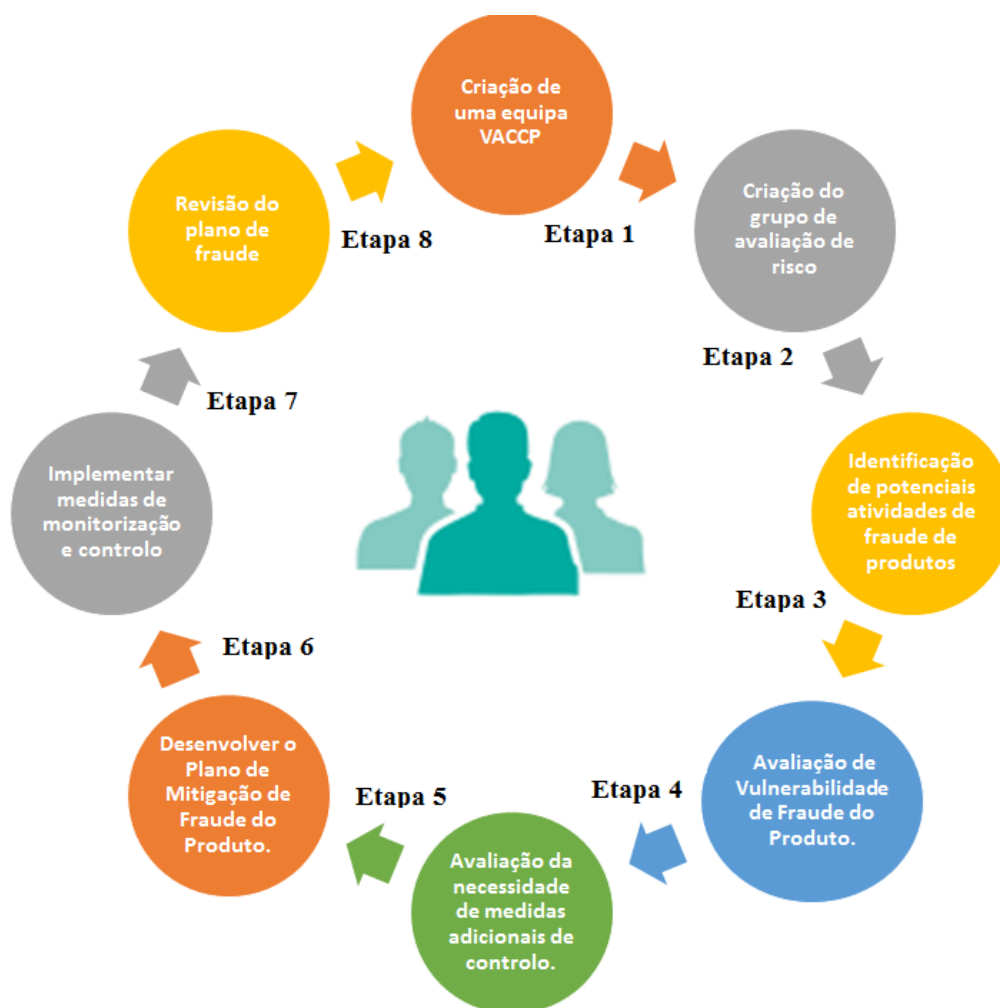 Criação de
uma equipa
VACCP
Etapa 1
Criação do
grupo de
avaliação de
risco
Etapa 2
Identificação
de potenciais
atividades de
fraude de
produtos
Etapa 3
Avaliação de
Vulnerabilidade
de Fraude do
Produto.
Etapa 4
Avaliação da
necessidade
de medidas
adicionais de
controlo.
Etapa 5
Desenvolver o
Plano de
Mitigação de
Fraude do
Produto.
Etapa 6
Implementar
medidas de
monitorização
e controlo
Etapa 7
Revisão do
plano de
fraude
Etapa 8